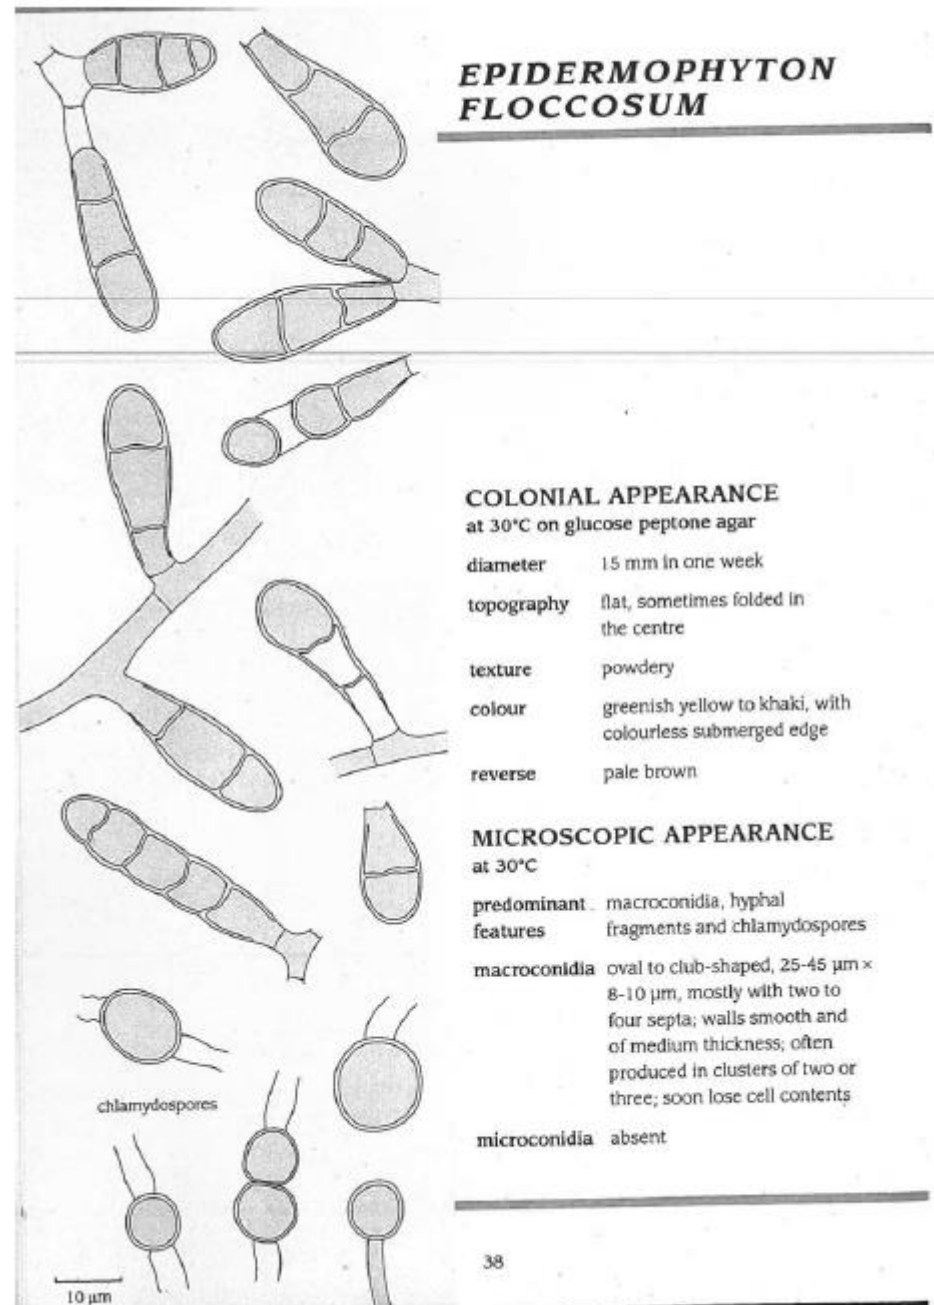 EPIDERMOPHYTON
FLOCCOSUM
COLONIAL APPEARANCE
at 30°C on glucose peptone agar
diameter 15 mm in one week
topography flat, sometimes folded in
the centre
texture powdery
colour greenish yellow to khaki, with
colourless submerged edge
reverse pale brown
MICROSCOPIC APPEARANCE
at 30°C
predominant macroconidia, hyphal
features fragments and chlamydospores
macroconidia oval to club-shaped, 25-45 µm ×
8-10 µm, mostly with two to
four septa; walls smooth and
of medium thickness; often
produced in clusters of two or
three; soon lose cell contents
microconidia absent
chlamydospores
38
10 µm